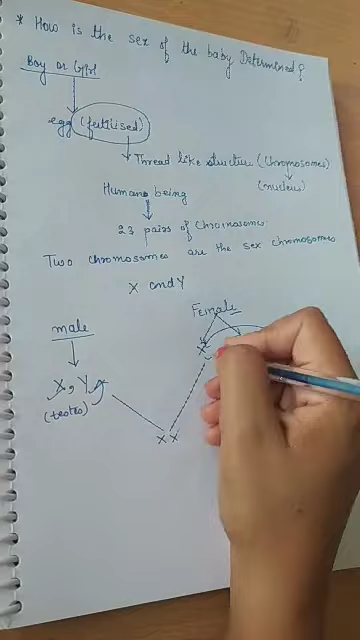 * How is the sex of the baby Determined?
Boy or Girl
egg (fertilised)
Thread like structure (chromosomes)
(nucleus)
Human being
23 pairs of Chromosomes
Two chromosomes are the sex chromosomes
X and Y
Female
male
X
X, Y
(testes)
X X